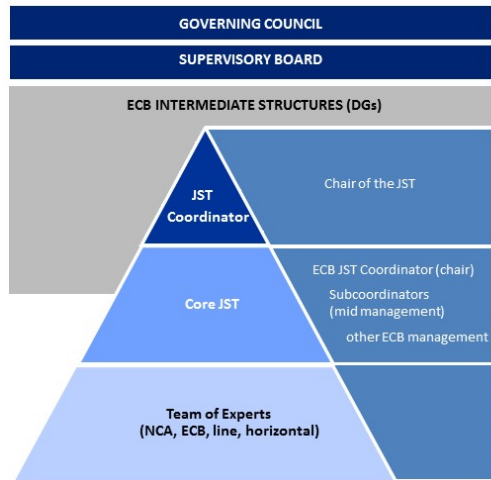 GOVERNING COUNCIL
SUPERVISORY BOARD
ECB INTERMEDIATE STRUCTURES (DGs)
JST
Coordinator
Chair of the JST
Core JST
ECB JST Coordinator (chair)
Subcoordinators
(mid management)
other ECB management
Team of Experts
(NCA, ECB, line, horizontal)